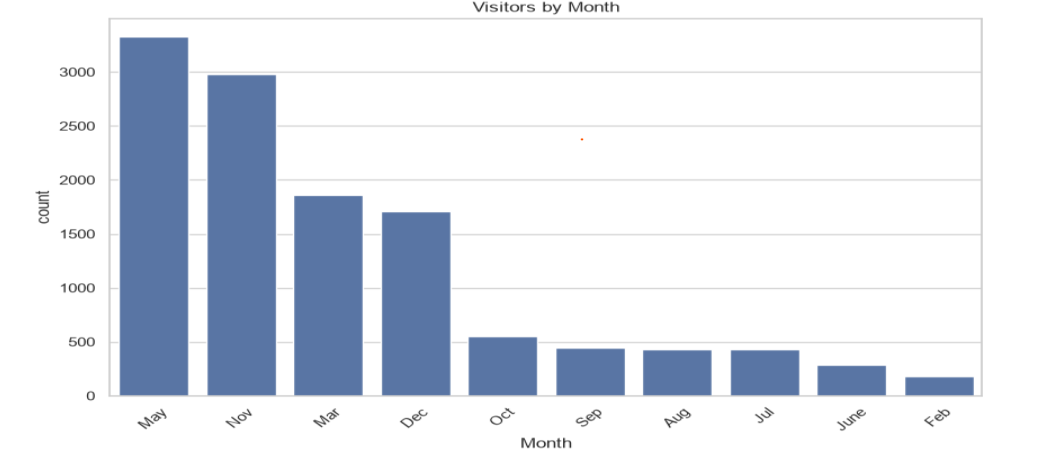 Visitors by Month
3000
2500
2000
1500
1000
500
0
count
May Nov Mar Dec Oct Sep Aug Jul June Feb
Month